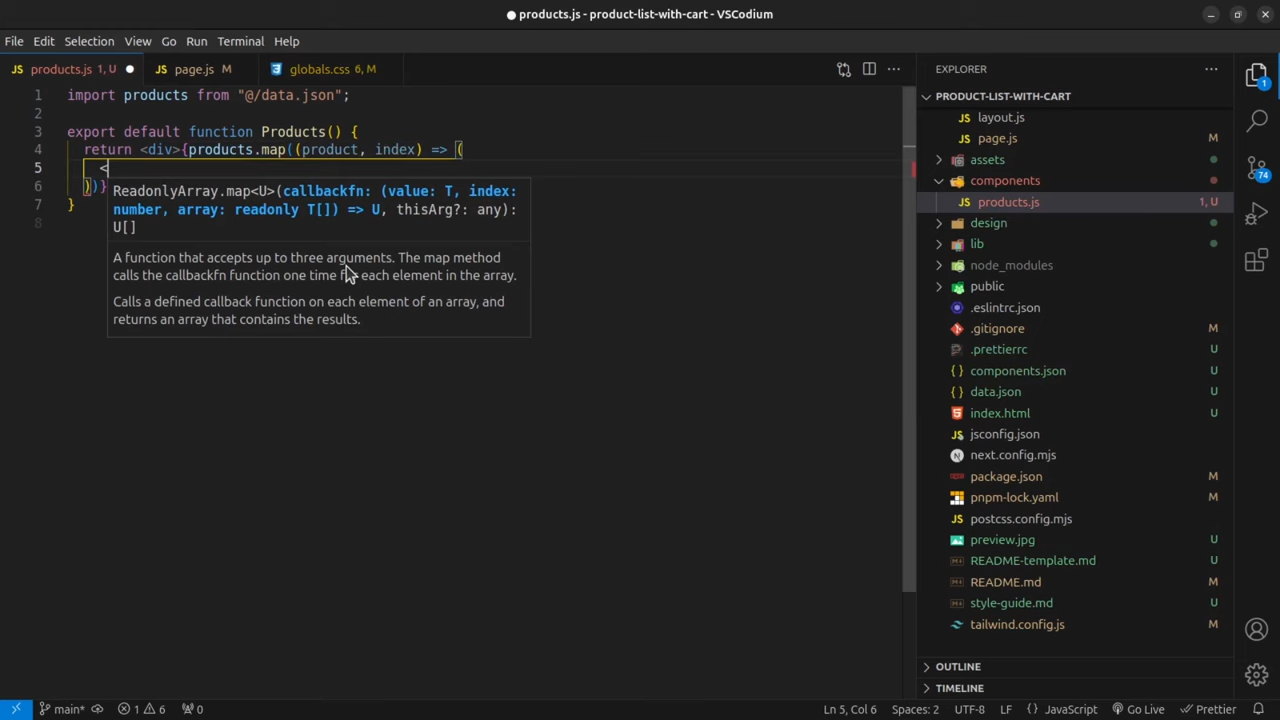 products.js - product-list-with-cart - VSCodium
File Edit Selection View Go Run Terminal Help
products.js 1, U
page.js M
globals.css 6, M
EXPLORER
1 import products from "@/data.json";
2
3 export default function Products() {
4 return <div>{products.map((product, index) => (
5 <
6 ))}
7 }
8
ReadonlyArray.map<U>(callbackfn: (value: T, index:
number, array: readonly T[]) => U, thisArg?: any):
U[]
A function that accepts up to three arguments. The map method
calls the callbackfn function one time for each element in the array.
Calls a defined callback function on each element of an array, and
returns an array that contains the results.
PRODUCT-LIST-WITH-CART
layout.js U
page.js M
assets
components
products.js 1, U
design
lib
node_modules
public
.eslintrc.json
.gitignore M
.prettierrc U
components.json U
data.json U
index.html U
jsconfig.json
next.config.mjs
package.json M
pnpm-lock.yaml M
postcss.config.mjs
preview.jpg U
README-template.md U
README.md M
style-guide.md U
tailwind.config.js M
OUTLINE
TIMELINE
1
74
main* 1 6 0 Ln 5, Col 6 Spaces: 2 UTF-8 LF { } JavaScript Go Live Prettier